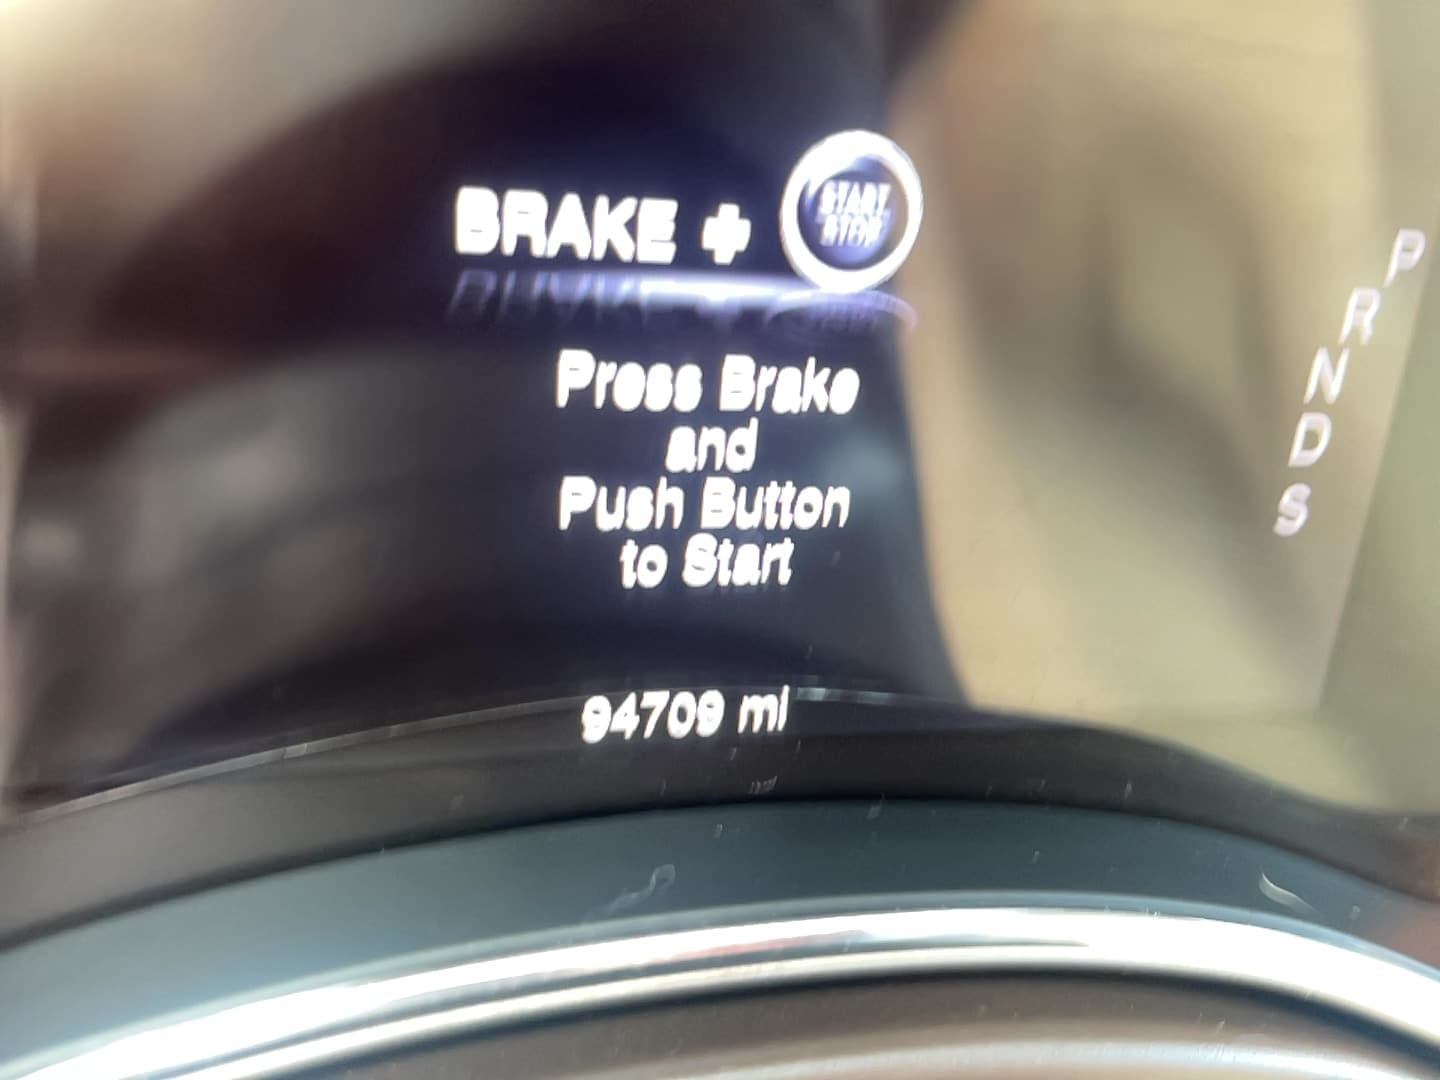 BRAKE + START STOP
Press Brake
and
Push Button
to Start
94709 mi
P
R
N
D
S